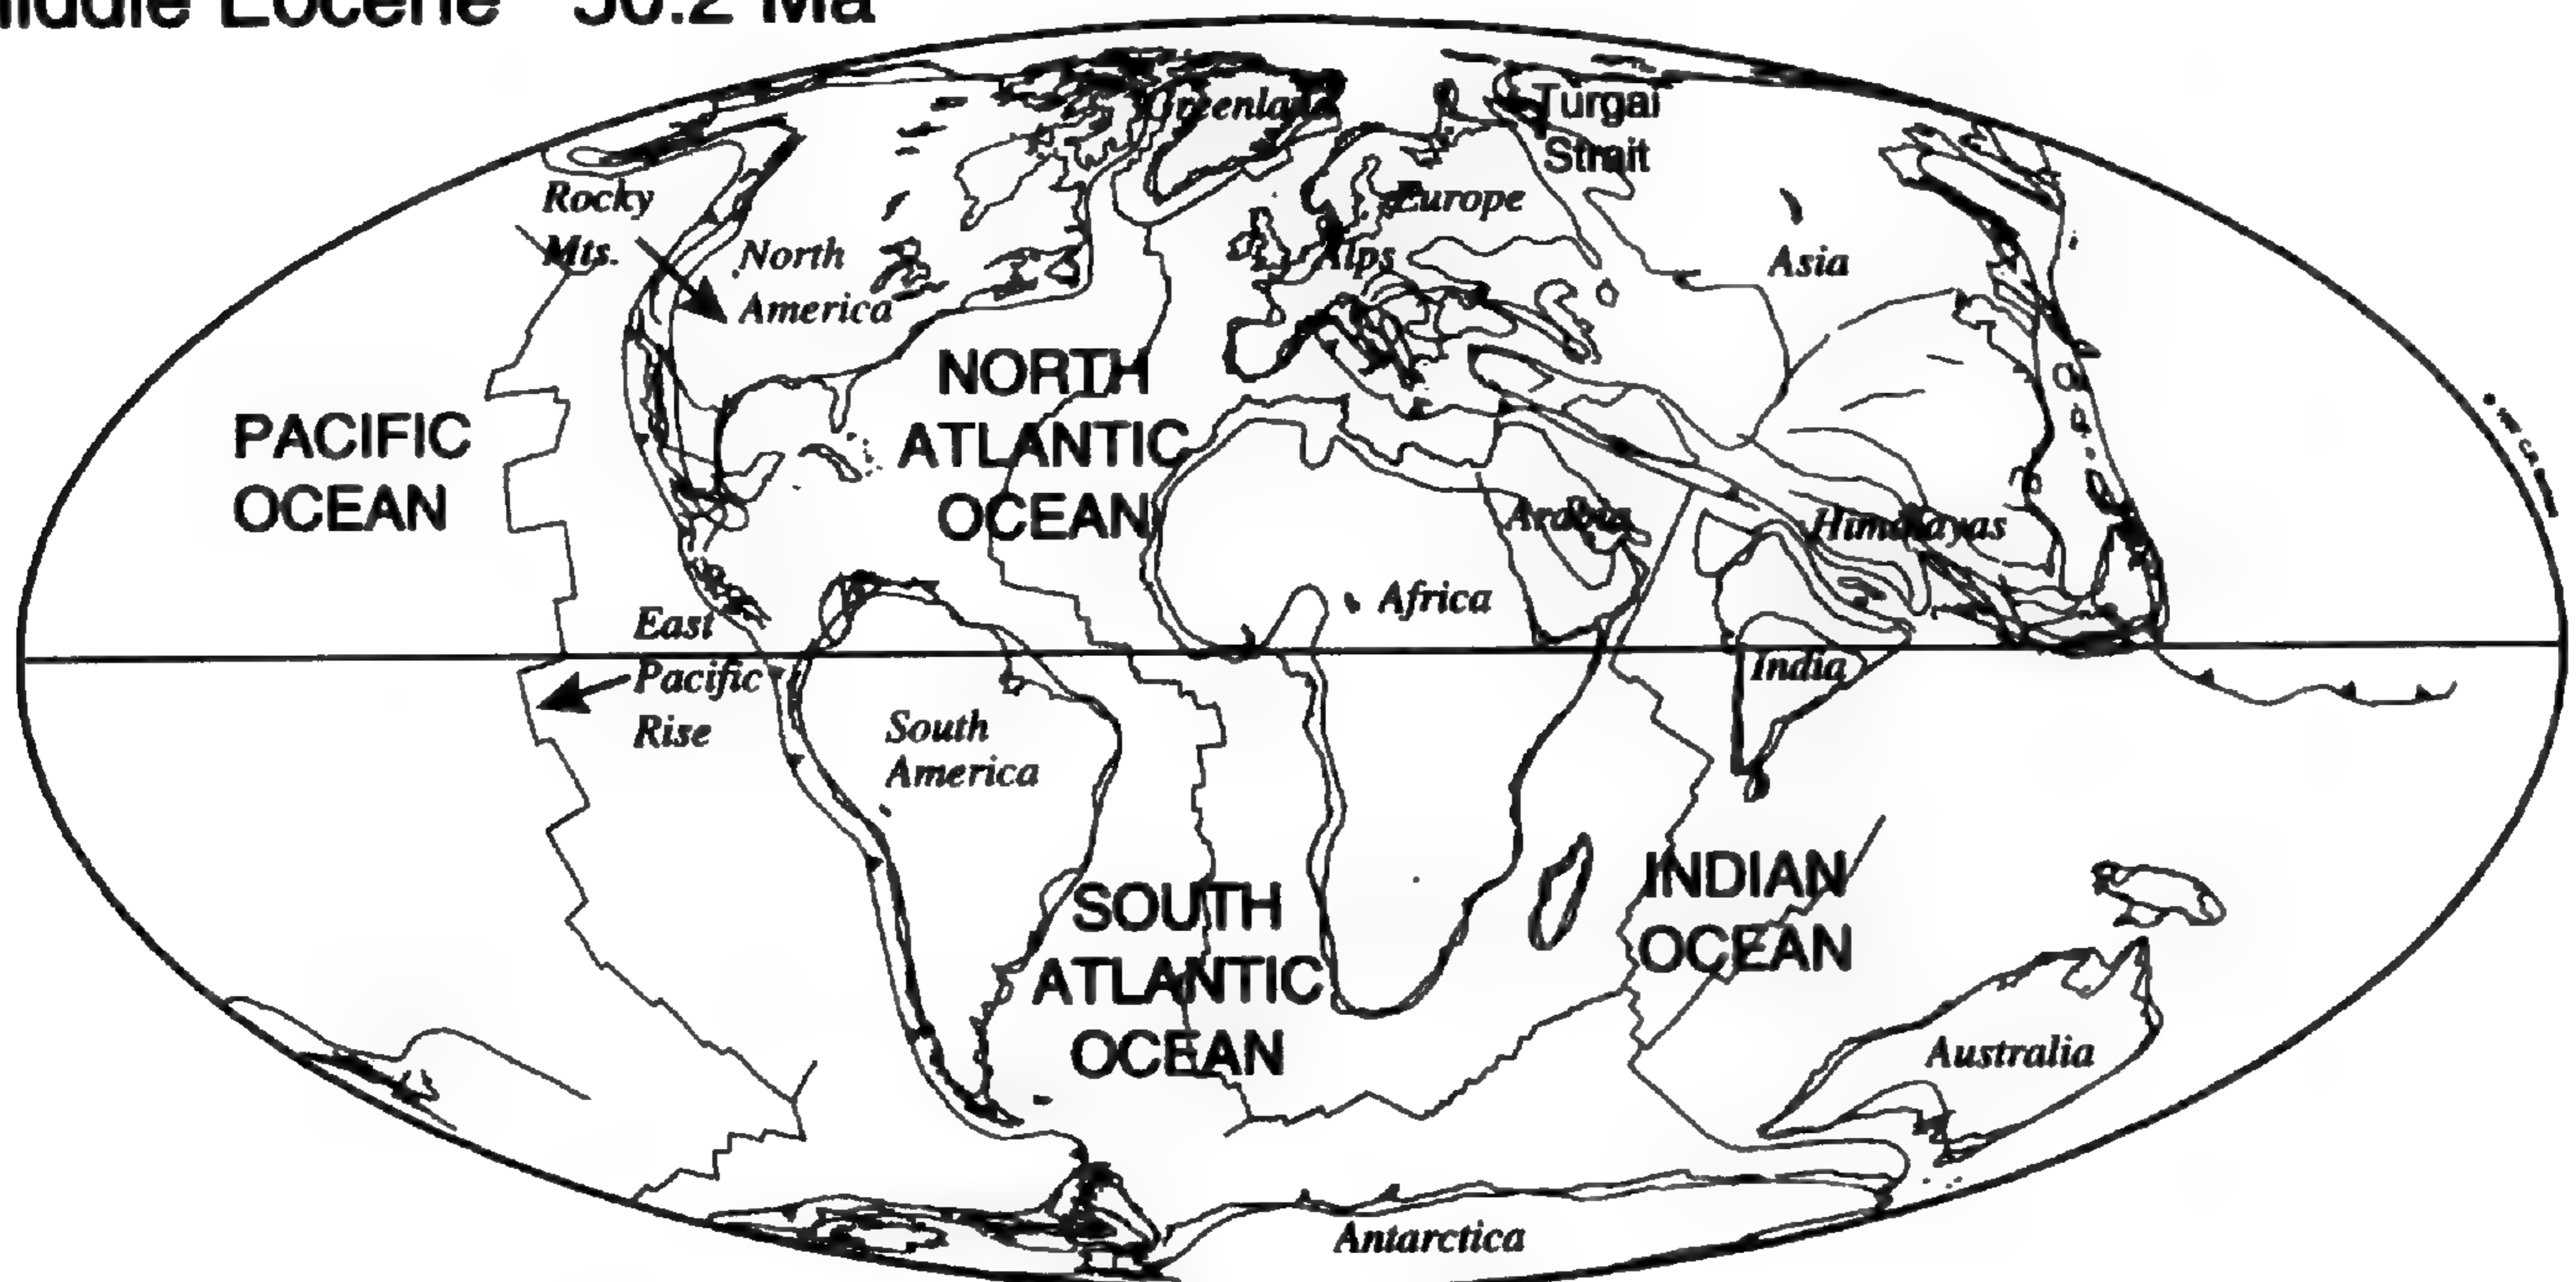 Middle Eocene 50.2 Ma
Greenland
Turgai
Strait
Rocky
Mts.
Europe
North
America
Alps
Asia
NORTH
ATLANTIC
OCEAN
PACIFIC
OCEAN
Arabia
Himalayas
Africa
East
Pacific
Rise
India
South
America
SOUTH
ATLANTIC
OCEAN
INDIAN
OCEAN
Australia
Antarctica